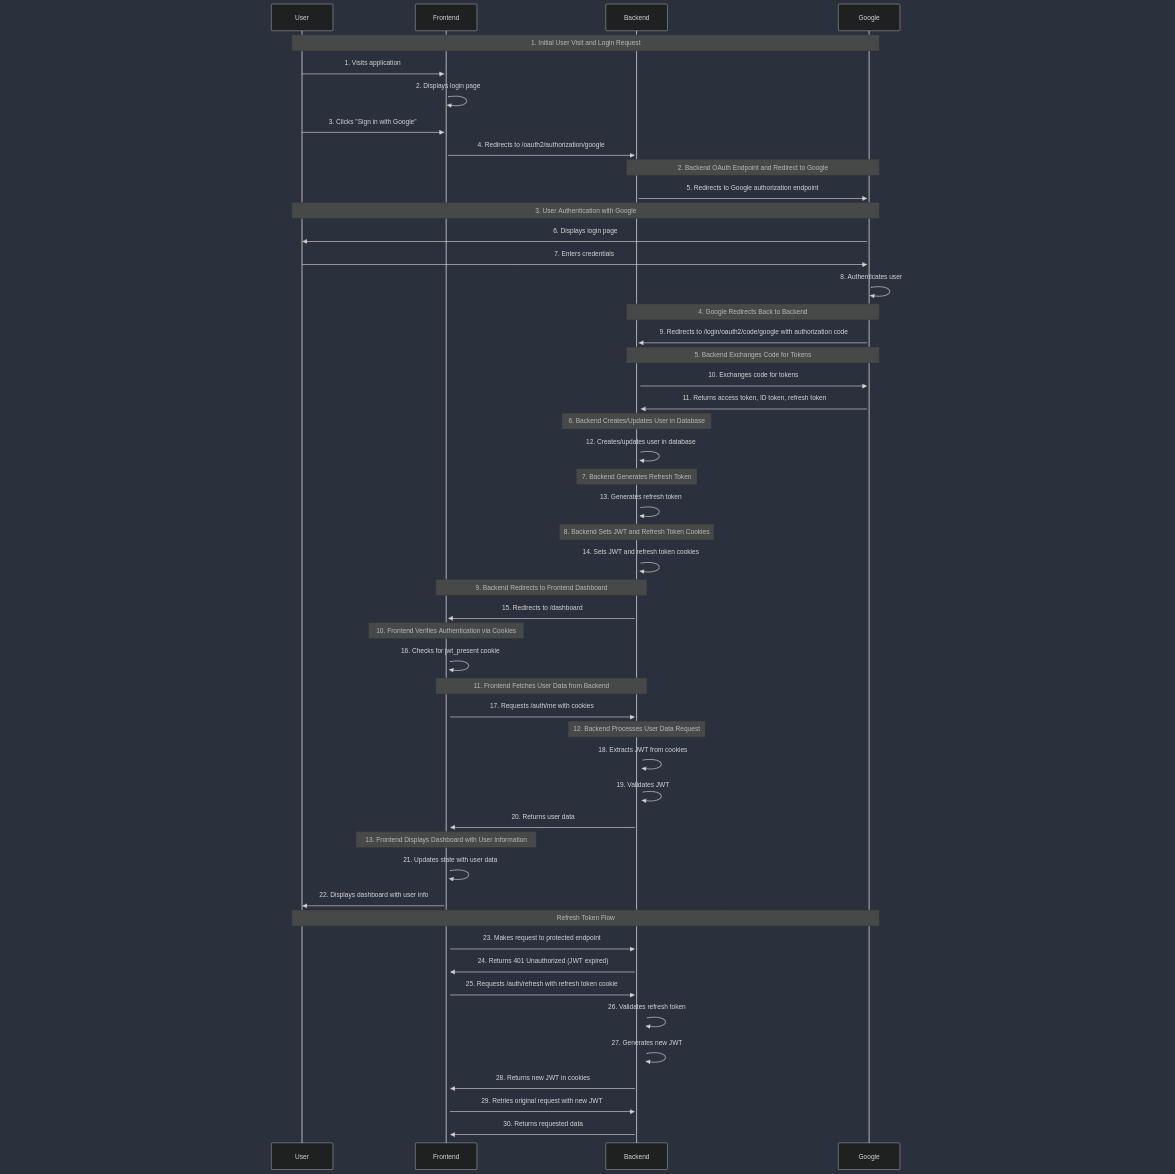 User
Frontend
Backend
Google
1. Initial User Visit and Login Request
1. Visits application
2. Displays login page
3. Clicks "Sign in with Google"
4. Redirects to /oauth2/authorization/google
2. Backend OAuth Endpoint and Redirect to Google
5. Redirects to Google authorization endpoint
3. User Authentication with Google
6. Displays login page
7. Enters credentials
8. Authenticates user
4. Google Redirects Back to Backend
9. Redirects to /login/oauth2/code/google with authorization code
5. Backend Exchanges Code for Tokens
10. Exchanges code for tokens
11. Returns access token, ID token, refresh token
6. Backend Creates/Updates User in Database
12. Creates/updates user in database
7. Backend Generates Refresh Token
13. Generates refresh token
8. Backend Sets JWT and Refresh Token Cookies
14. Sets JWT and refresh token cookies
9. Backend Redirects to Frontend Dashboard
15. Redirects to /dashboard
10. Frontend Verifies Authentication via Cookies
16. Checks for jwt_present cookie
11. Frontend Fetches User Data from Backend
17. Requests /auth/me with cookies
12. Backend Processes User Data Request
18. Extracts JWT from cookies
19. Validates JWT
20. Returns user data
13. Frontend Displays Dashboard with User Information
21. Updates state with user data
22. Displays dashboard with user info
Refresh Token Flow
23. Makes request to protected endpoint
24. Returns 401 Unauthorized (JWT expired)
25. Requests /auth/refresh with refresh token cookie
26. Validates refresh token
27. Generates new JWT
28. Returns new JWT in cookies
29. Retries original request with new JWT
30. Returns requested data
User
Frontend
Backend
Google